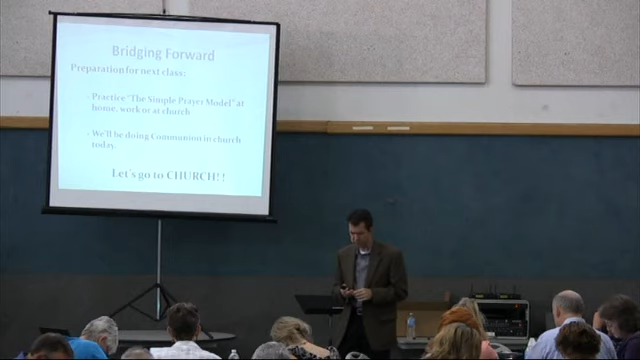 Bridging Forward
Preparation for next class:
- Practice "The Simple Prayer Model" at
home, work or at church
- We'll be doing Communion in church
today.
Let's go to CHURCH! !